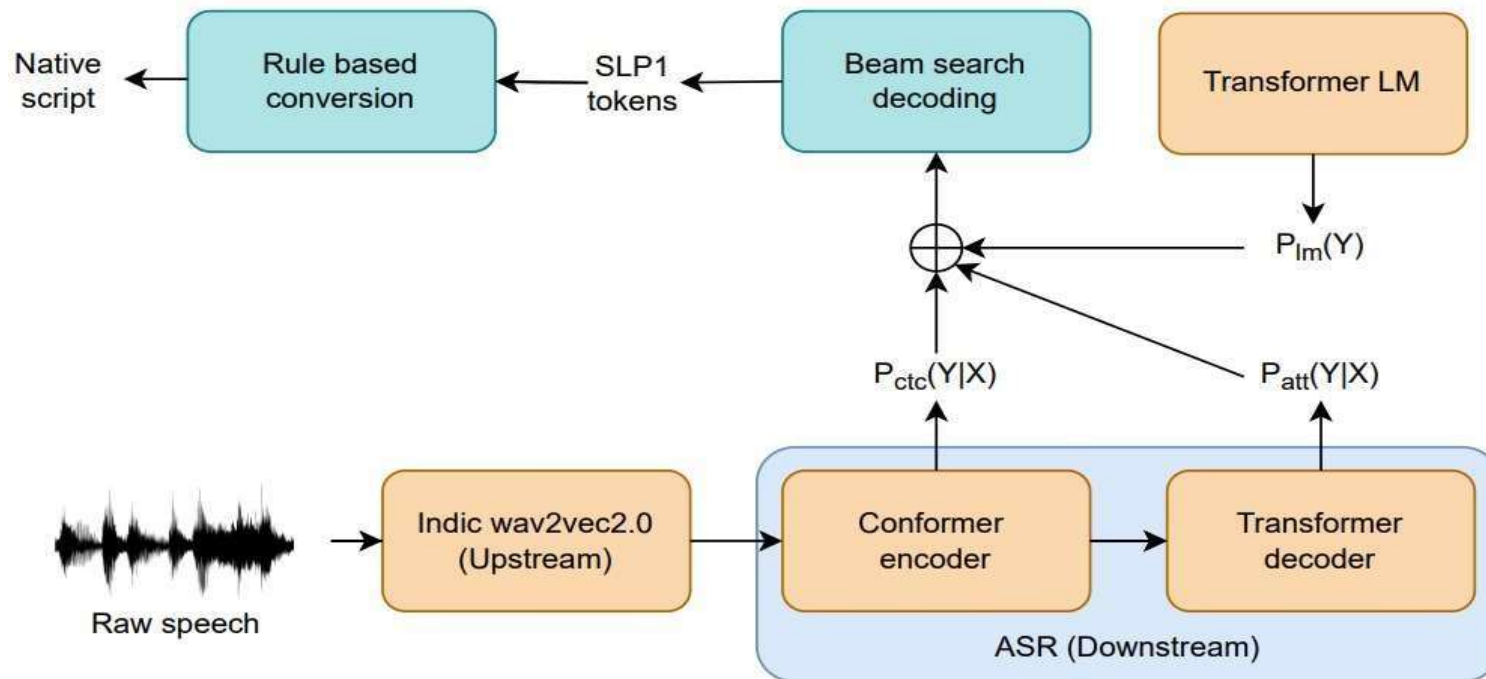 Native
script
Rule based
conversion
SLP1
tokens
Beam search
decoding
Transformer LM
P_lm(Y)
P_ctc(Y|X)
P_att(Y|X)
Raw speech
Indic wav2vec2.0
(Upstream)
Conformer
encoder
Transformer
decoder
ASR (Downstream)